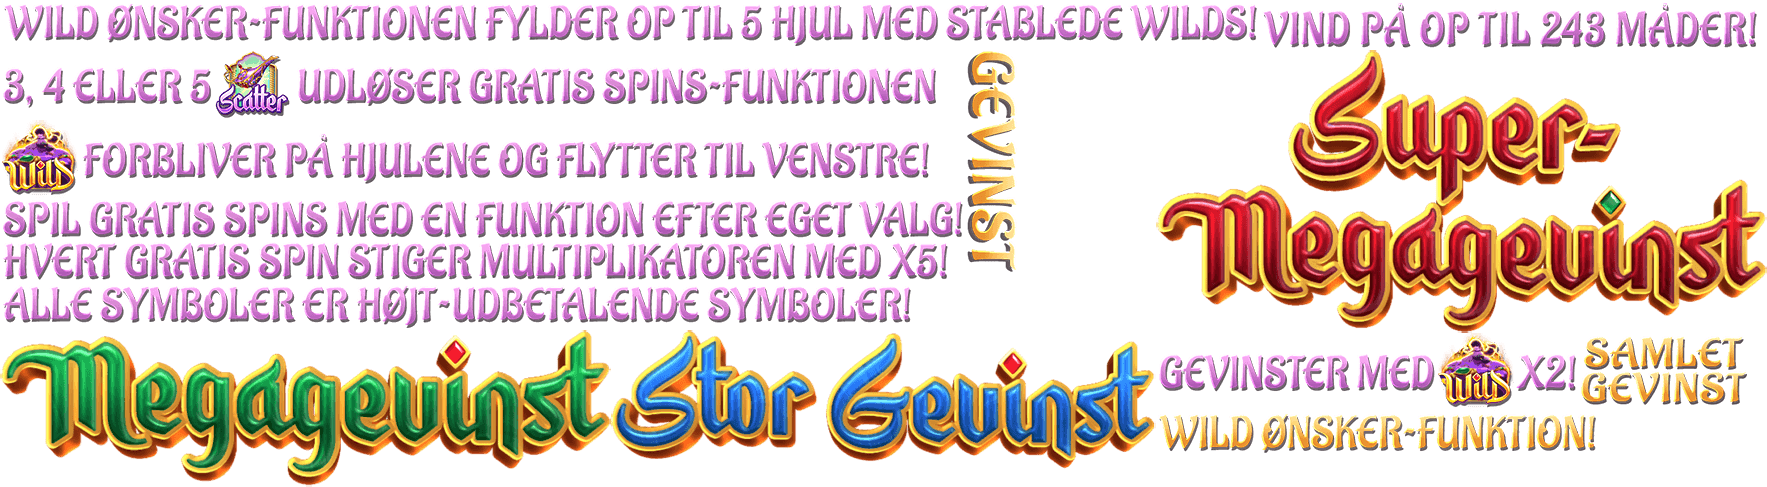 WILD ØNSKER-FUNKTIONEN FYLDER OP TIL 5 HJUL MED STABLEDE WILDS!
VIND PÅ OP TIL 243 MÅDER!
3, 4 ELLER 5 Scatter UDLØSER GRATIS SPINS-FUNKTIONEN
GEVINST
Super-
Megagevinst
Wild FORBLIVER PÅ HJULENE OG FLYTTER TIL VENSTRE!
SPIL GRATIS SPINS MED EN FUNKTION EFTER EGET VALG!
HVERT GRATIS SPIN STIGER MULTIPLIKATOREN MED X5!
ALLE SYMBOLER ER HØJT-UDBETALENDE SYMBOLER!
Megagevinst
Stor Gevinst
GEVINSTER MED Wild X2!
SAMLET
GEVINST
WILD ØNSKER-FUNKTION!